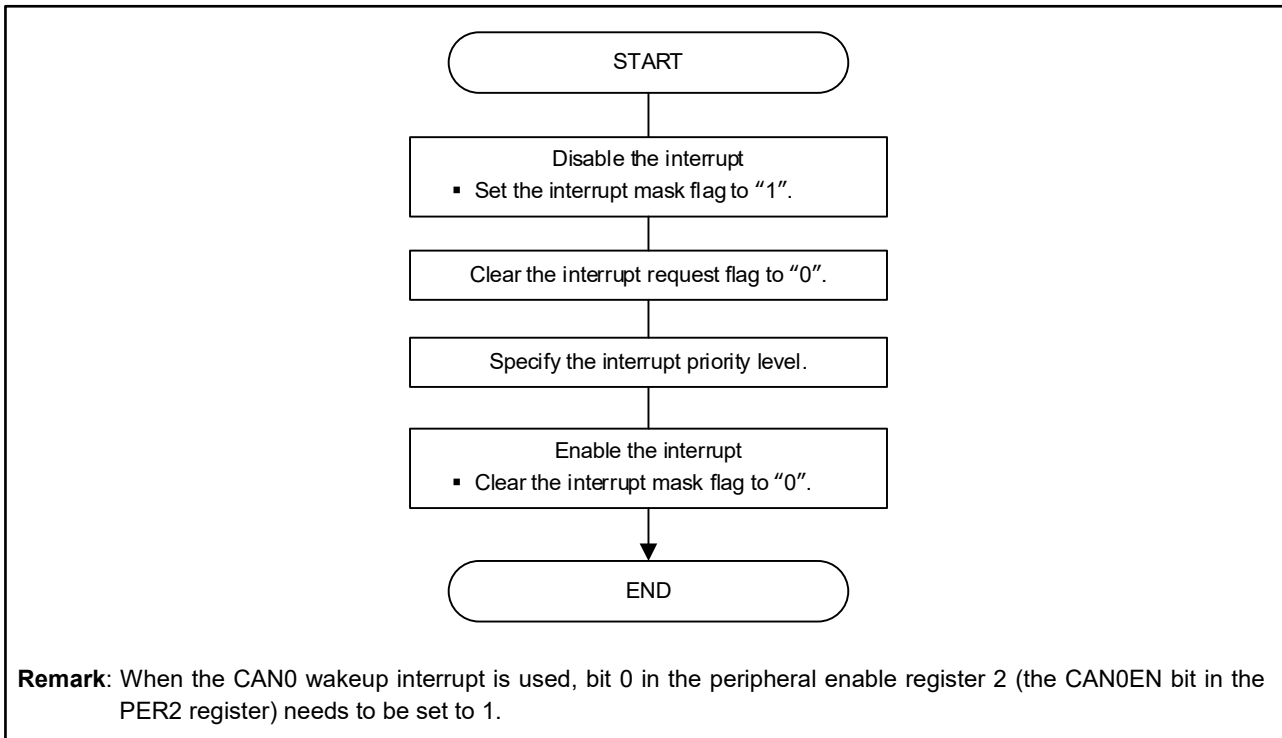 START
Disable the interrupt
▪ Set the interrupt mask flag to “1”.
Clear the interrupt request flag to “0”.
Specify the interrupt priority level.
Enable the interrupt
▪ Clear the interrupt mask flag to “0”.
END
Remark: When the CAN0 wakeup interrupt is used, bit 0 in the peripheral enable register 2 (the CAN0EN bit in the
PER2 register) needs to be set to 1.